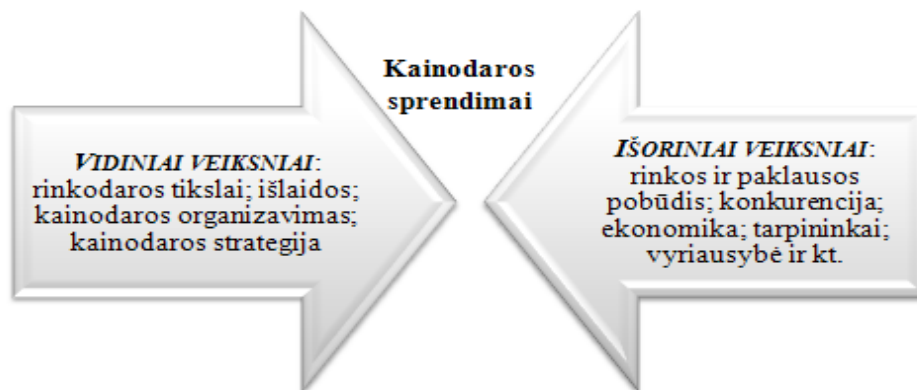 Kainodaros
sprendimai
VIDINIAI VEIKSNIAI:
rinkodaros tikslai; išlaidos;
kainodaros organizavimas;
kainodaros strategija
IŠORINIAI VEIKSNIAI:
rinkos ir paklausos
pobūdis; konkurencija;
ekonomika; tarpininkai;
vyriausybė ir kt.